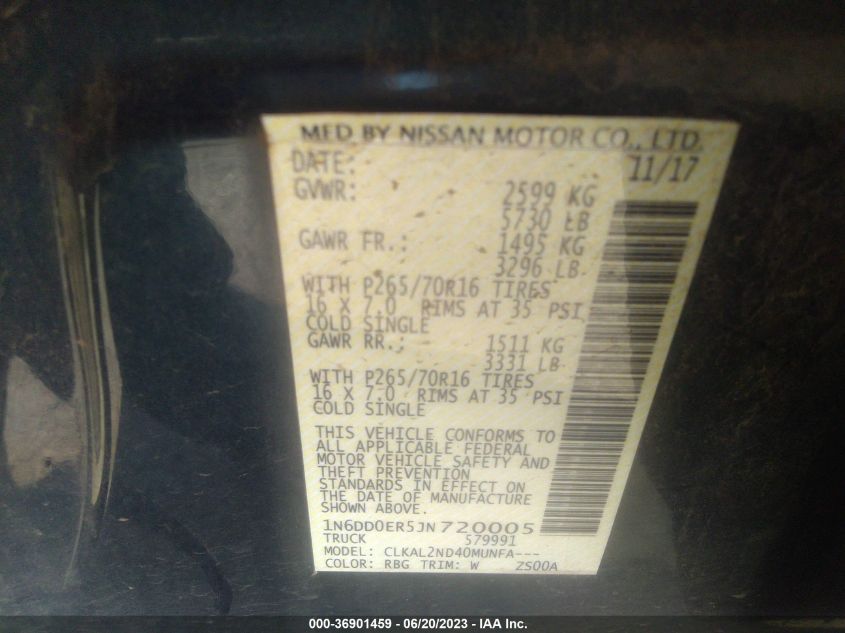 MFD BY NISSAN MOTOR CO., LTD.
DATE: 11/17
GVWR: 2599 KG
5730 LB
GAWR FR.: 1495 KG
3296 LB
WITH P265/70R16 TIRES
16 X 7.0 RIMS AT 35 PSI
COLD SINGLE
GAWR RR.: 1511 KG
3331 LB
WITH P265/70R16 TIRES
16 X 7.0 RIMS AT 35 PSI
COLD SINGLE
THIS VEHICLE CONFORMS TO
ALL APPLICABLE FEDERAL
MOTOR VEHICLE SAFETY AND
THEFT PREVENTION
STANDARDS IN EFFECT ON
THE DATE OF MANUFACTURE
SHOWN ABOVE.
1N6DD0ER5JN720005
TRUCK 579991
MODEL: CLKAL2ND40MUNFA---
COLOR: RBG TRIM: W ZS00A
000-36901459 - 06/20/2023 - IAA Inc.